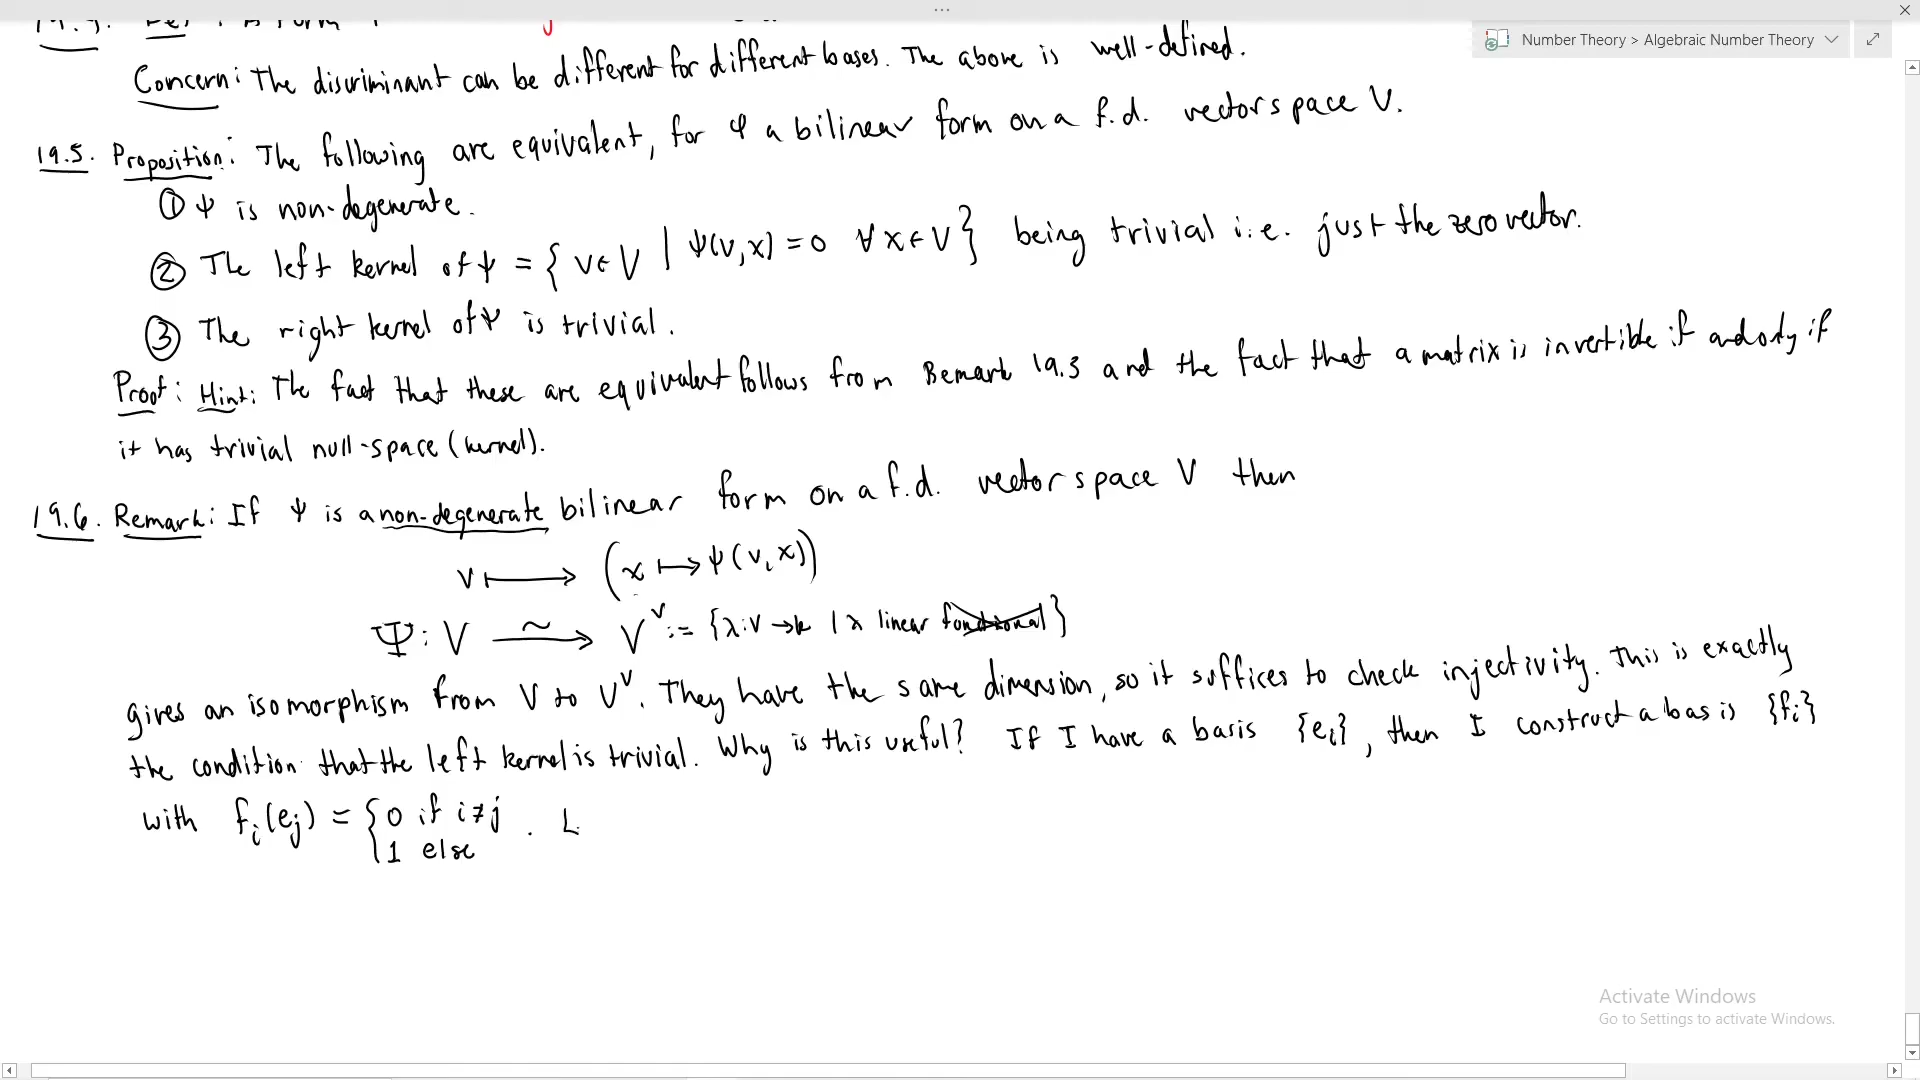 ...
Number Theory > Algebraic Number Theory
Concern: The discriminant can be different for different bases. The above is well-defined.
19.5. Proposition: The following are equivalent, for ψ a bilinear form on a f.d. vector space V.
① ψ is non-degenerate.
② The left kernel of ψ = { v ∈ V | ψ(v,x) = 0 ∀ x ∈ V } being trivial i.e. just the zero vector.
③ The right kernel of ψ is trivial.
Proof: Hint: The fact that these are equivalent follows from Remark 19.3 and the fact that a matrix is invertible if and only if
it has trivial null-space (kernel).
19.6. Remark: If ψ is a non-degenerate bilinear form on a f.d. vector space V then
v ⟼ (x ⟼ ψ(v,x))
Ψ: V ⥲ V^∨ := {λ: V → k | λ linear functional}
gives an isomorphism from V to V^∨. They have the same dimension, so it suffices to check injectivity. This is exactly
the condition that the left kernel is trivial. Why is this useful? If I have a basis {e_i}, then I construct a basis {f_i}
with f_i(e_j) = { 0 if i≠j . L
1 else
Activate Windows
Go to Settings to activate Windows.